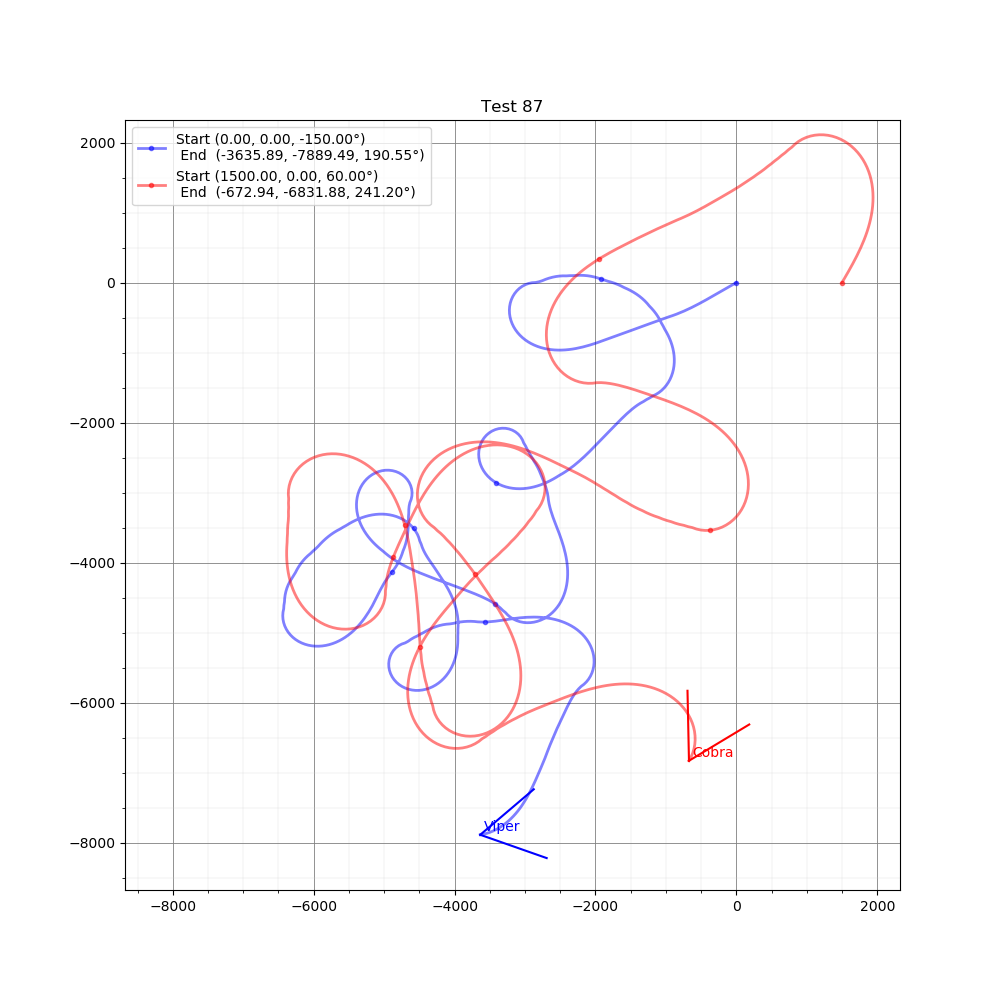 Test 87
Start (0.00, 0.00, -150.00°)
End (-3635.89, -7889.49, 190.55°)
Start (1500.00, 0.00, 60.00°)
End (-672.94, -6831.88, 241.20°)
2000
0
−2000
−4000
−6000
−8000
Cobra
Viper
−8000 −6000 −4000 −2000 0 2000